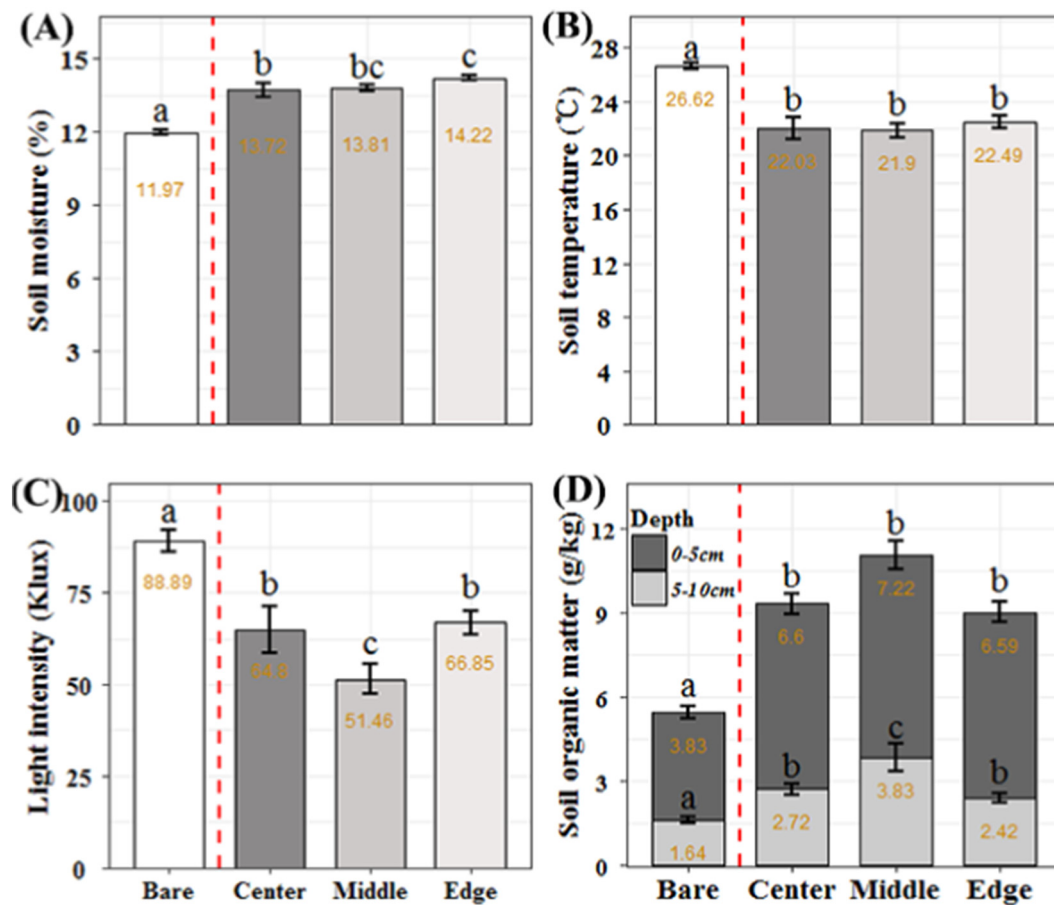 (A)
Soil moisture (%)
15
12
9
6
3
0
a
b
bc
c
11.97
13.72
13.81
14.22
(B)
Soil temperature (℃)
28
24
22
16
12
8
4
0
a
b
b
b
26.62
22.03
21.9
22.49
(C)
Light intensity (Klux)
100
75
50
25
0
a
b
c
b
88.89
64.8
51.46
66.85
Bare
Center
Middle
Edge
(D)
Soil organic matter (g/kg)
12
9
6
3
0
Depth
0-5cm
5-10cm
a
b
b
b
3.83
6.6
7.22
6.59
a
b
c
b
1.64
2.72
3.83
2.42
Bare
Center
Middle
Edge